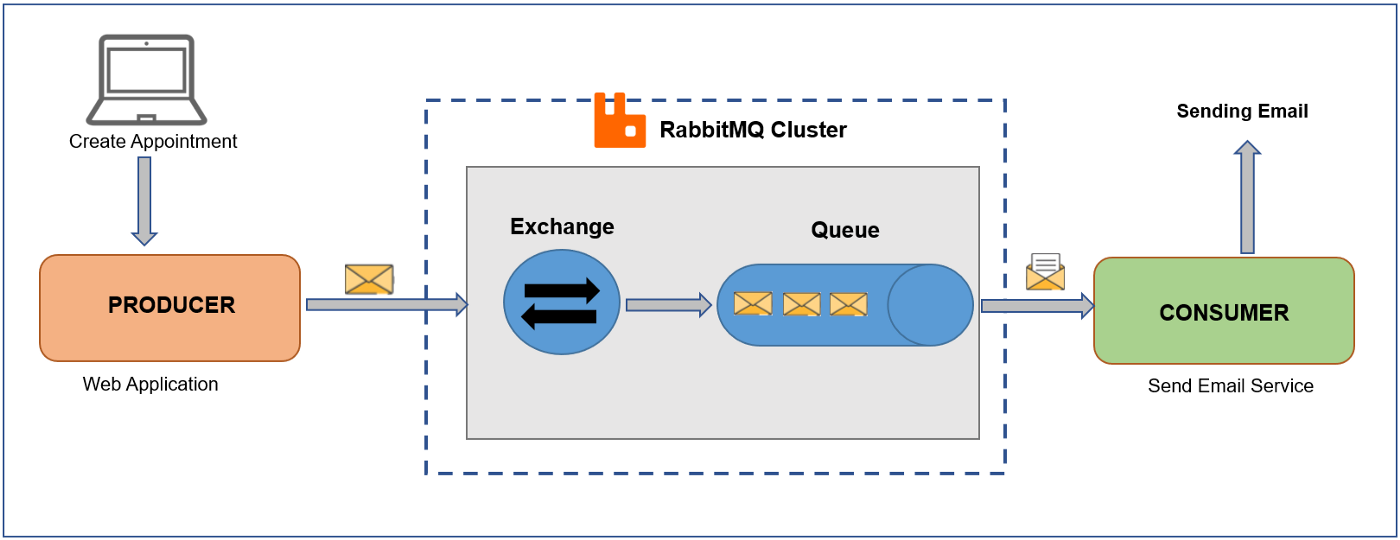 Create Appointment
PRODUCER
Web Application
RabbitMQ Cluster
Exchange
Queue
Sending Email
CONSUMER
Send Email Service